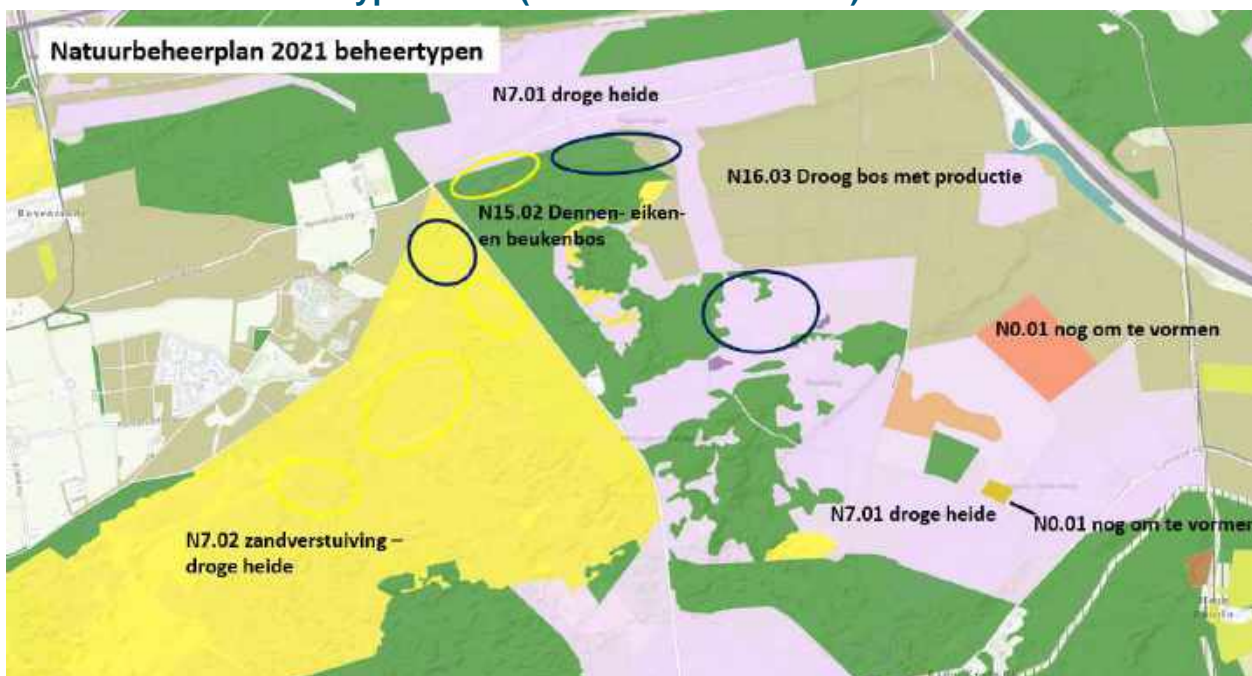 Natuurbeheerplan 2021 beheertypen
N7.01 droge heide
N16.03 Droog bos met productie
N15.02 Dennen- eiken-
en beukenbos
N0.01 nog om te vormen
N7.01 droge heide
N0.01 nog om te vormen
N7.02 zandverstuiving –
droge heide